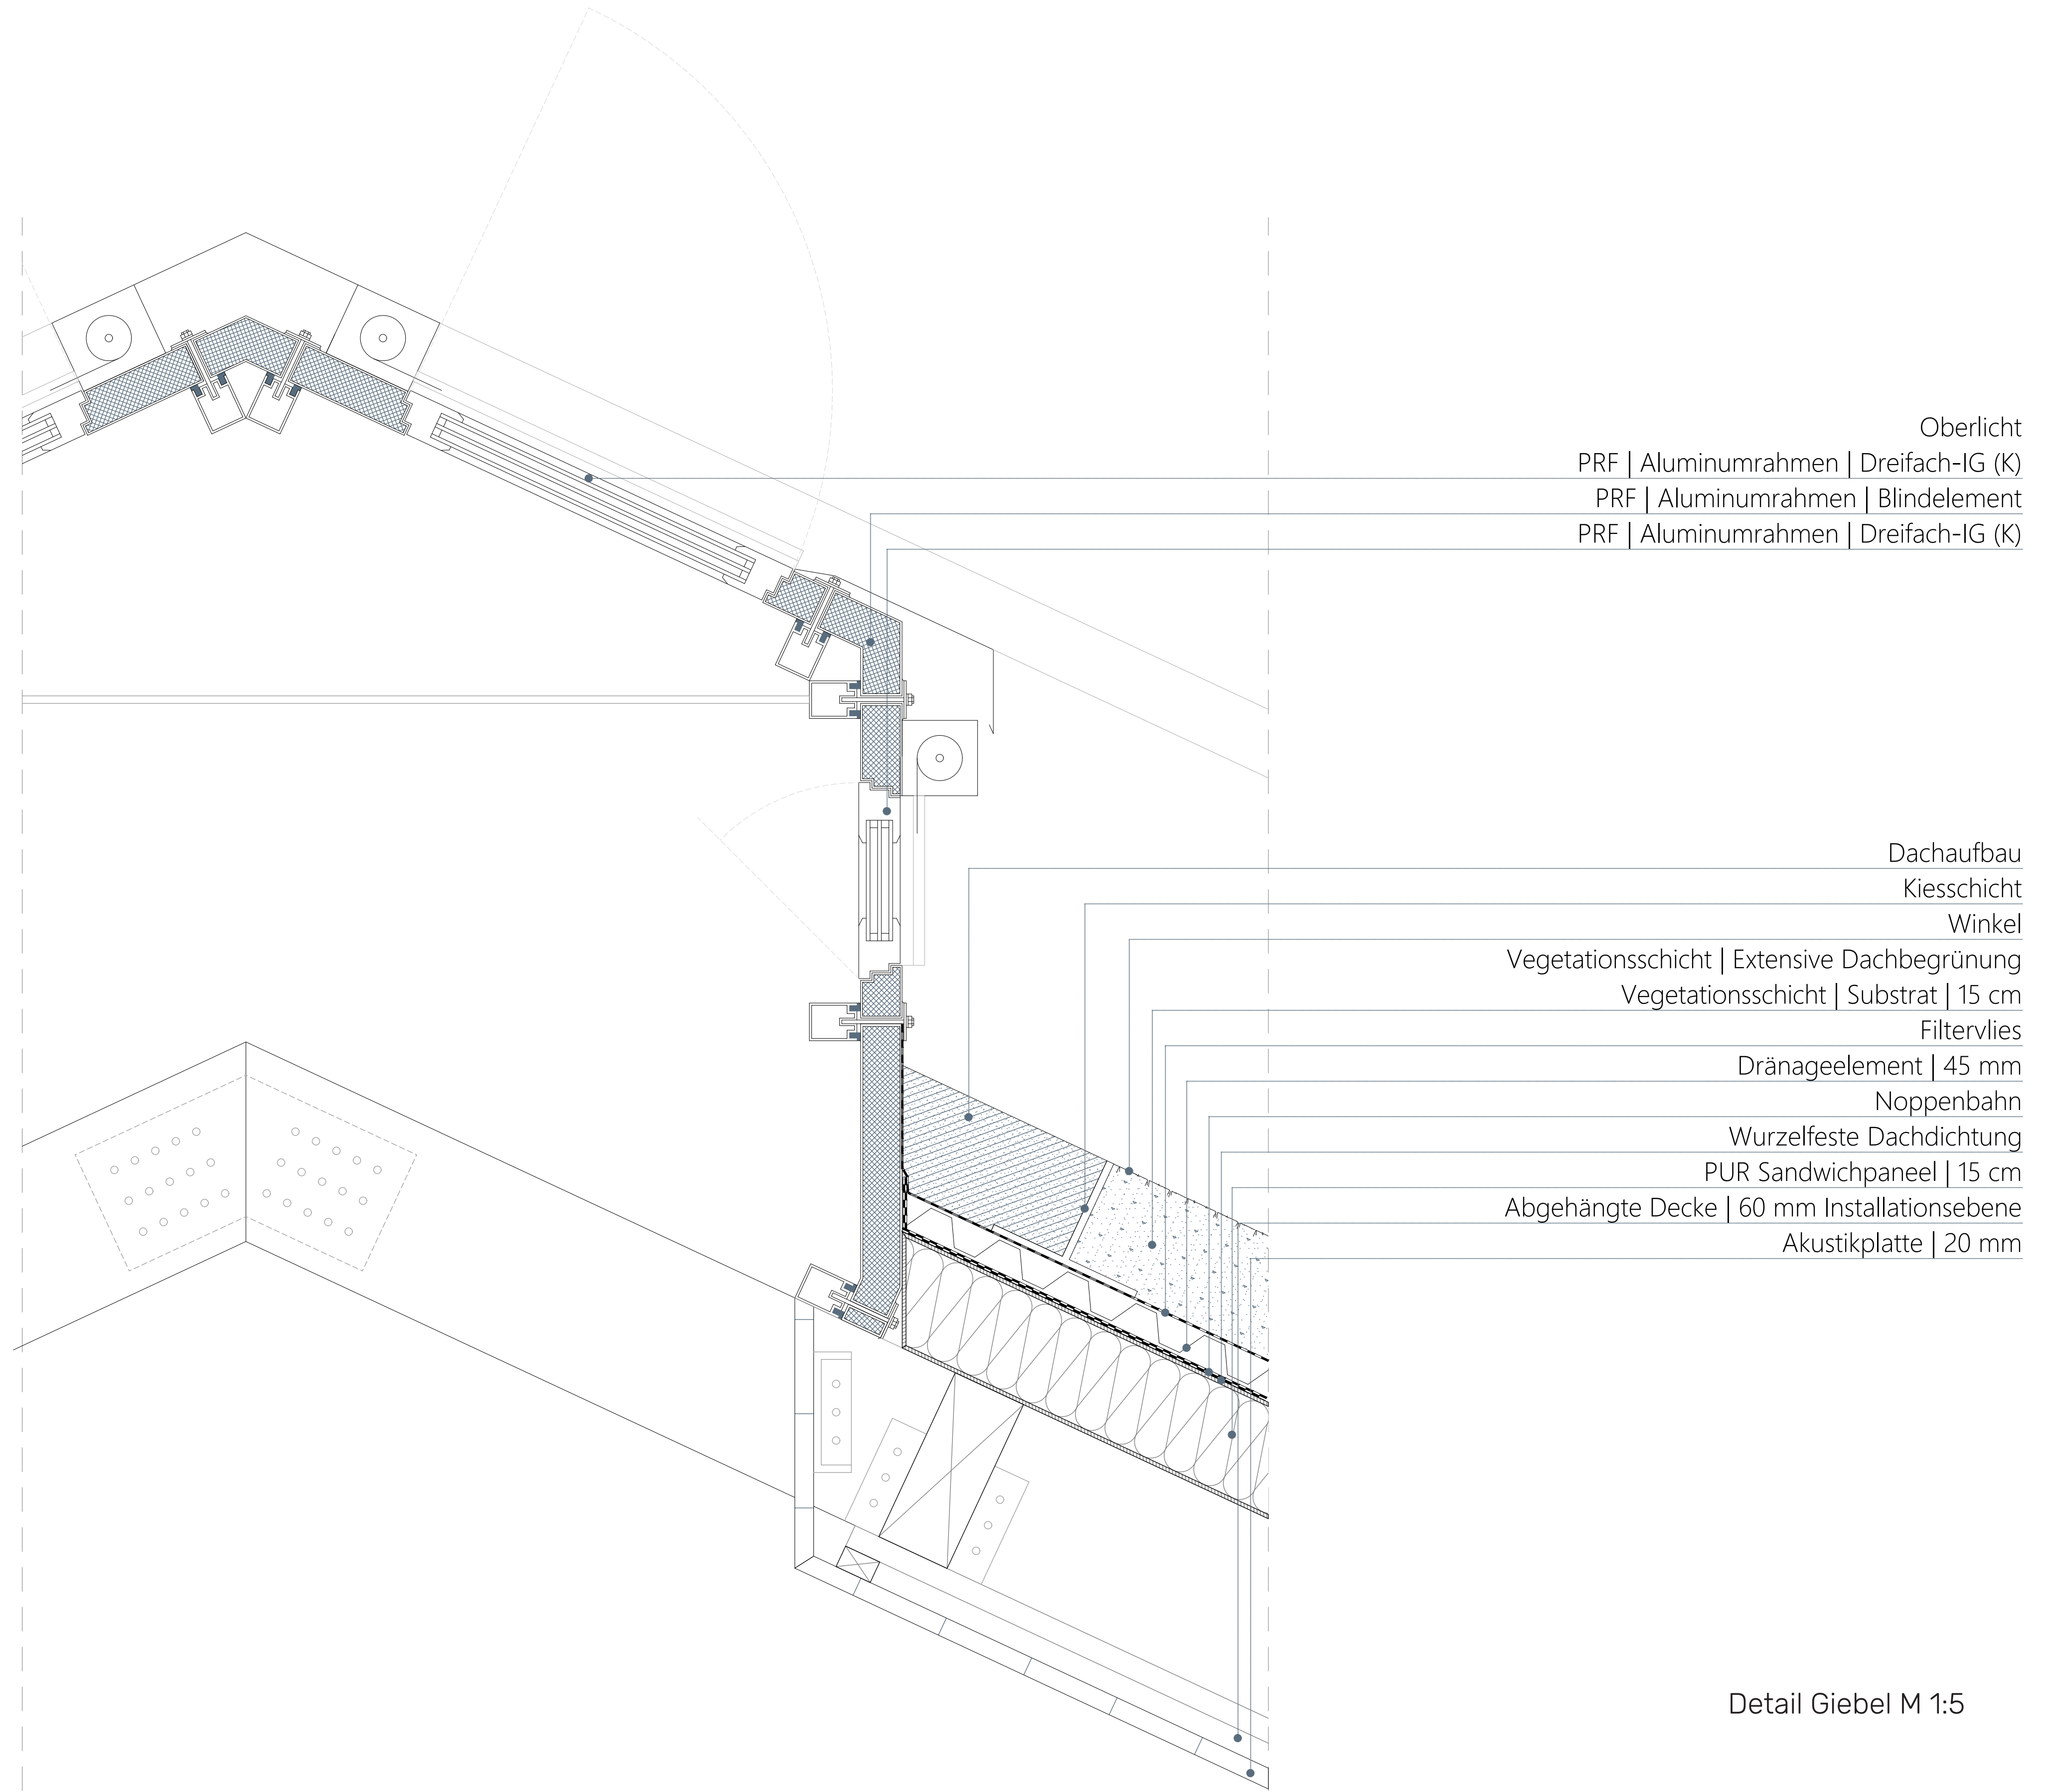 Oberlicht
PRF | Aluminumrahmen | Dreifach-IG (K)
PRF | Aluminumrahmen | Blindelement
PRF | Aluminumrahmen | Dreifach-IG (K)
Dachaufbau
Kiesschicht
Winkel
Vegetationsschicht | Extensive Dachbegrünung
Vegetationsschicht | Substrat | 15 cm
Filtervlies
Dränageelement | 45 mm
Noppenbahn
Wurzelfeste Dachdichtung
PUR Sandwichpaneel | 15 cm
Abgehängte Decke | 60 mm Installationsebene
Akustikplatte | 20 mm
Detail Giebel M 1:5